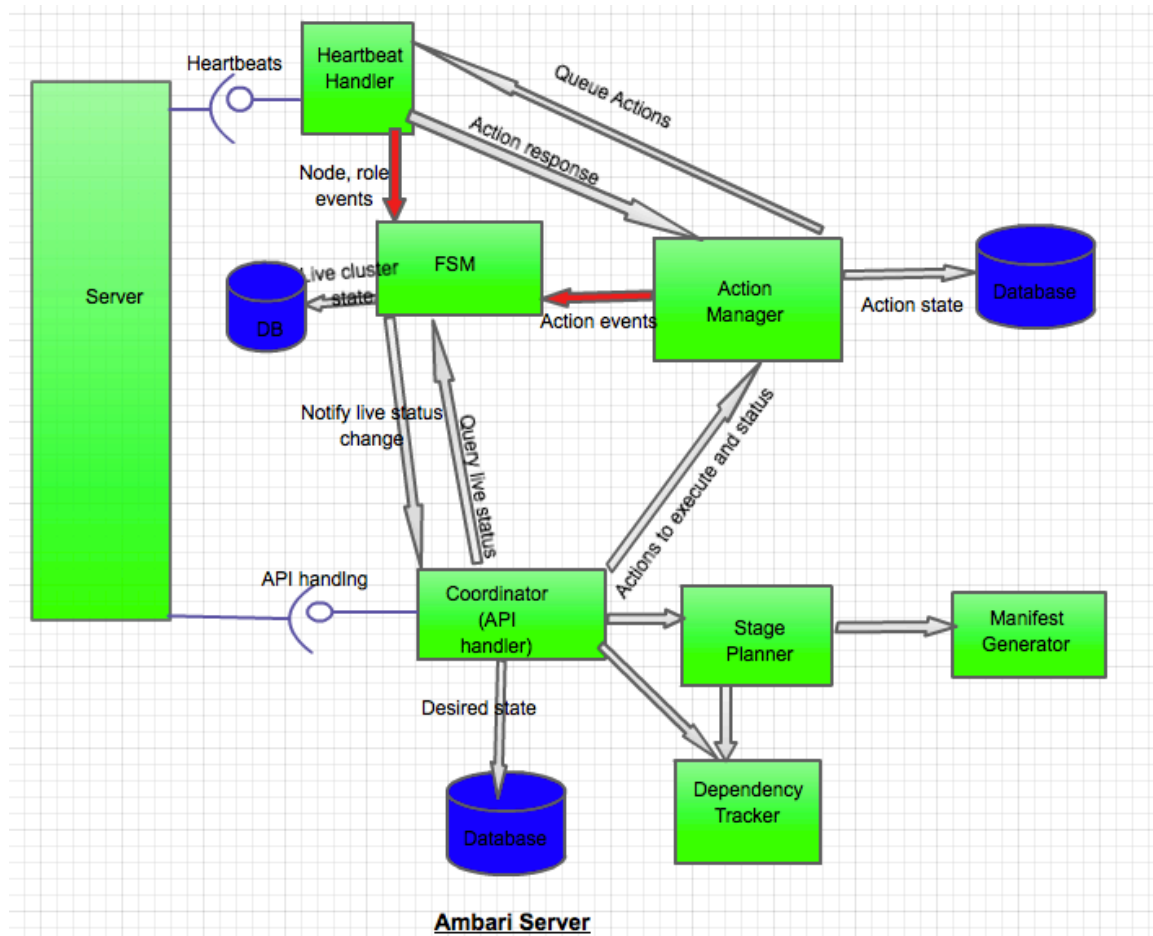 Heartbeats
Heartbeat
Handler
Queue Actions
Action response
Node, role
events
Server
Live cluster
state
DB
FSM
Action events
Action
Manager
Action state
Database
Notify live status
change
Query live status
Actions to execute and status
API handlng
Coordinator
(API
handler)
Stage
Planner
Manifest
Generator
Desired state
Database
Dependency
Tracker
Ambari Server